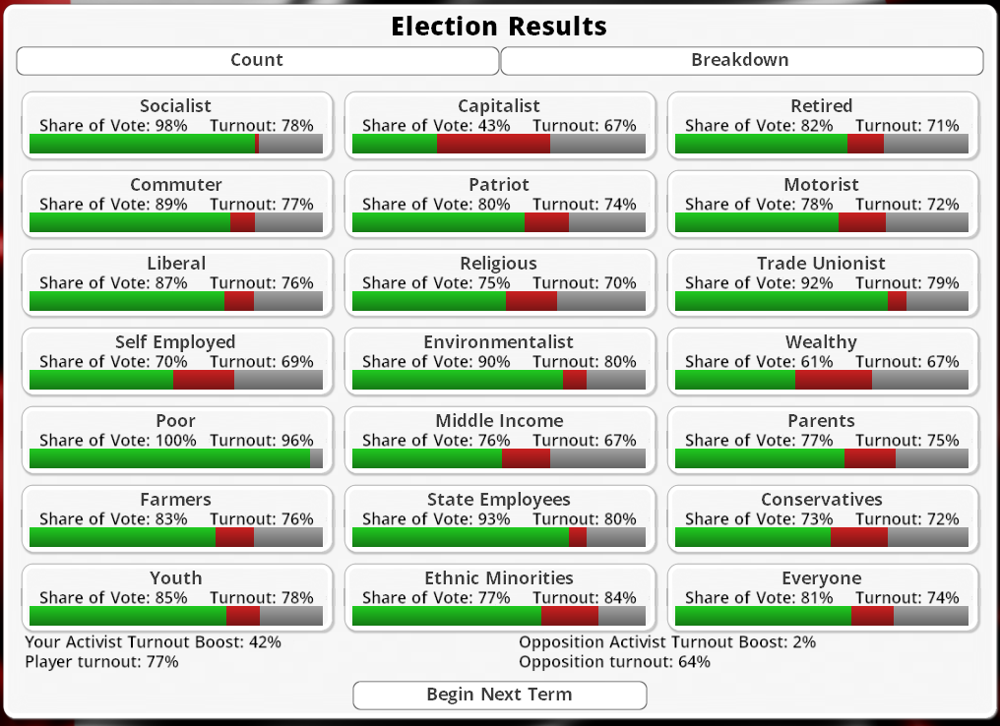 Election Results
Count Breakdown
Socialist Capitalist Retired
Share of Vote: 98% Turnout: 78% Share of Vote: 43% Turnout: 67% Share of Vote: 82% Turnout: 71%
Commuter Patriot Motorist
Share of Vote: 89% Turnout: 77% Share of Vote: 80% Turnout: 74% Share of Vote: 78% Turnout: 72%
Liberal Religious Trade Unionist
Share of Vote: 87% Turnout: 76% Share of Vote: 75% Turnout: 70% Share of Vote: 92% Turnout: 79%
Self Employed Environmentalist Wealthy
Share of Vote: 70% Turnout: 69% Share of Vote: 90% Turnout: 80% Share of Vote: 61% Turnout: 67%
Poor Middle Income Parents
Share of Vote: 100% Turnout: 96% Share of Vote: 76% Turnout: 67% Share of Vote: 77% Turnout: 75%
Farmers State Employees Conservatives
Share of Vote: 83% Turnout: 76% Share of Vote: 93% Turnout: 80% Share of Vote: 73% Turnout: 72%
Youth Ethnic Minorities Everyone
Share of Vote: 85% Turnout: 78% Share of Vote: 77% Turnout: 84% Share of Vote: 81% Turnout: 74%
Your Activist Turnout Boost: 42% Opposition Activist Turnout Boost: 2%
Player turnout: 77% Opposition turnout: 64%
Begin Next Term